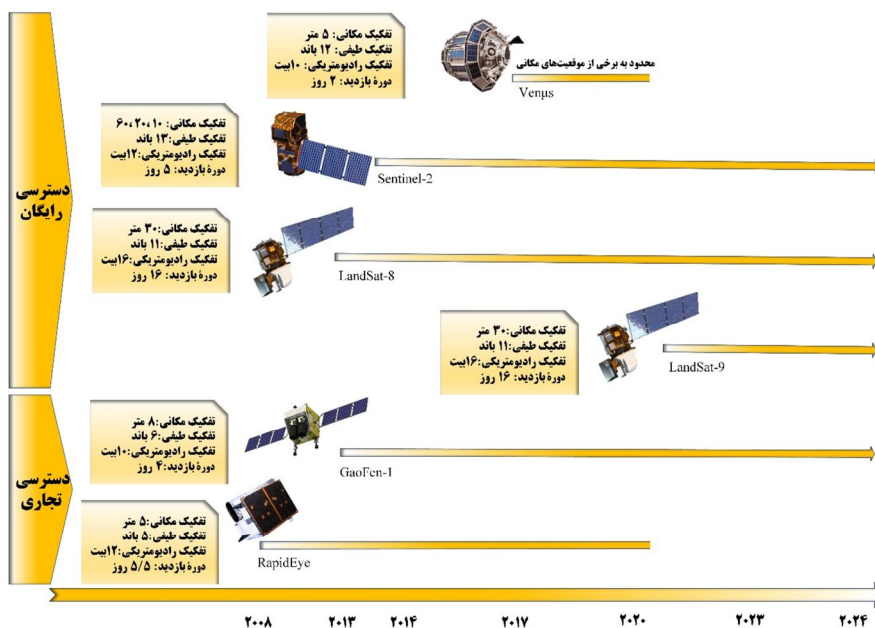 تفکیک مکانی: ۵ متر
تفکیک طیفی: ۱۲ باند
تفکیک رادیومتریکی: ۱۰بیت
دورهٔ بازدید: ۲ روز
محدود به برخی از موقعیت‌های مکانی
Venµs
تفکیک مکانی: ۶۰،۲۰،۱۰
تفکیک طیفی:۱۳ باند
تفکیک رادیومتریکی:۱۲بیت
دورهٔ بازدید: ۵ روز
Sentinel-2
دسترسی
رایگان
تفکیک مکانی:۳۰ متر
تفکیک طیفی:۱۱ باند
تفکیک رادیومتریکی:۱۶بیت
دورهٔ بازدید: ۱۶ روز
LandSat-8
تفکیک مکانی:۳۰ متر
تفکیک طیفی:۱۱ باند
تفکیک رادیومتریکی:۱۶بیت
دورهٔ بازدید: ۱۶ روز
LandSat-9
دسترسی
تجاری
تفکیک مکانی:۸ متر
تفکیک طیفی:۶ باند
تفکیک رادیومتریکی:۱۰بیت
دورهٔ بازدید:۴ روز
GaoFen-1
تفکیک مکانی:۵ متر
تفکیک طیفی:۵ باند
تفکیک رادیومتریکی:۱۲بیت
دورهٔ بازدید: ۵/۵ روز
RapidEye
۲۰۰۸ ۲۰۱۳ ۲۰۱۴ ۲۰۱۷ ۲۰۲۰ ۲۰۲۳ ۲۰۲۴